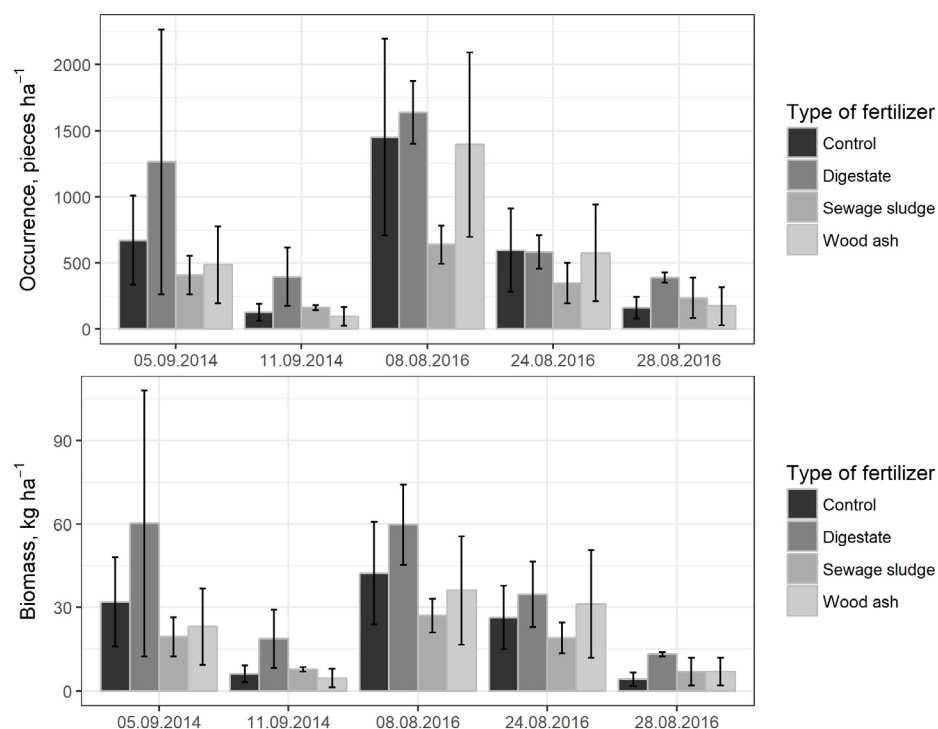 Occurrence, pieces ha⁻¹
2000
1500
1000
500
0
05.09.2014 11.09.2014 08.08.2016 24.08.2016 28.08.2016
Type of fertilizer
Control
Digestate
Sewage sludge
Wood ash
Biomass, kg ha⁻¹
90
60
30
0
05.09.2014 11.09.2014 08.08.2016 24.08.2016 28.08.2016
Type of fertilizer
Control
Digestate
Sewage sludge
Wood ash